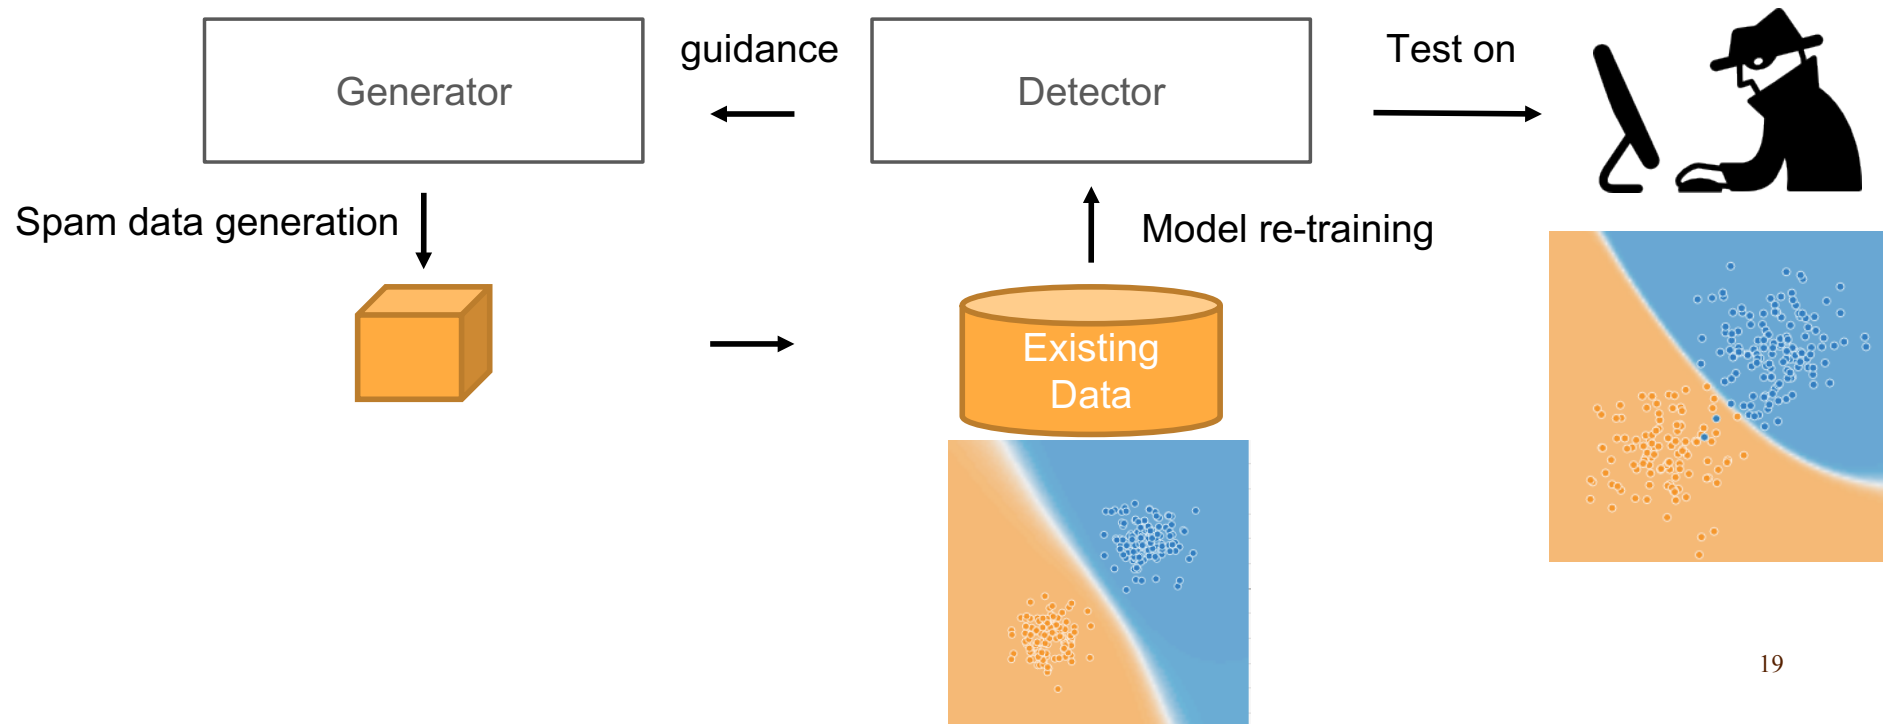 Generator
guidance
Detector
Test on
Spam data generation
Model re-training
Existing
Data
19